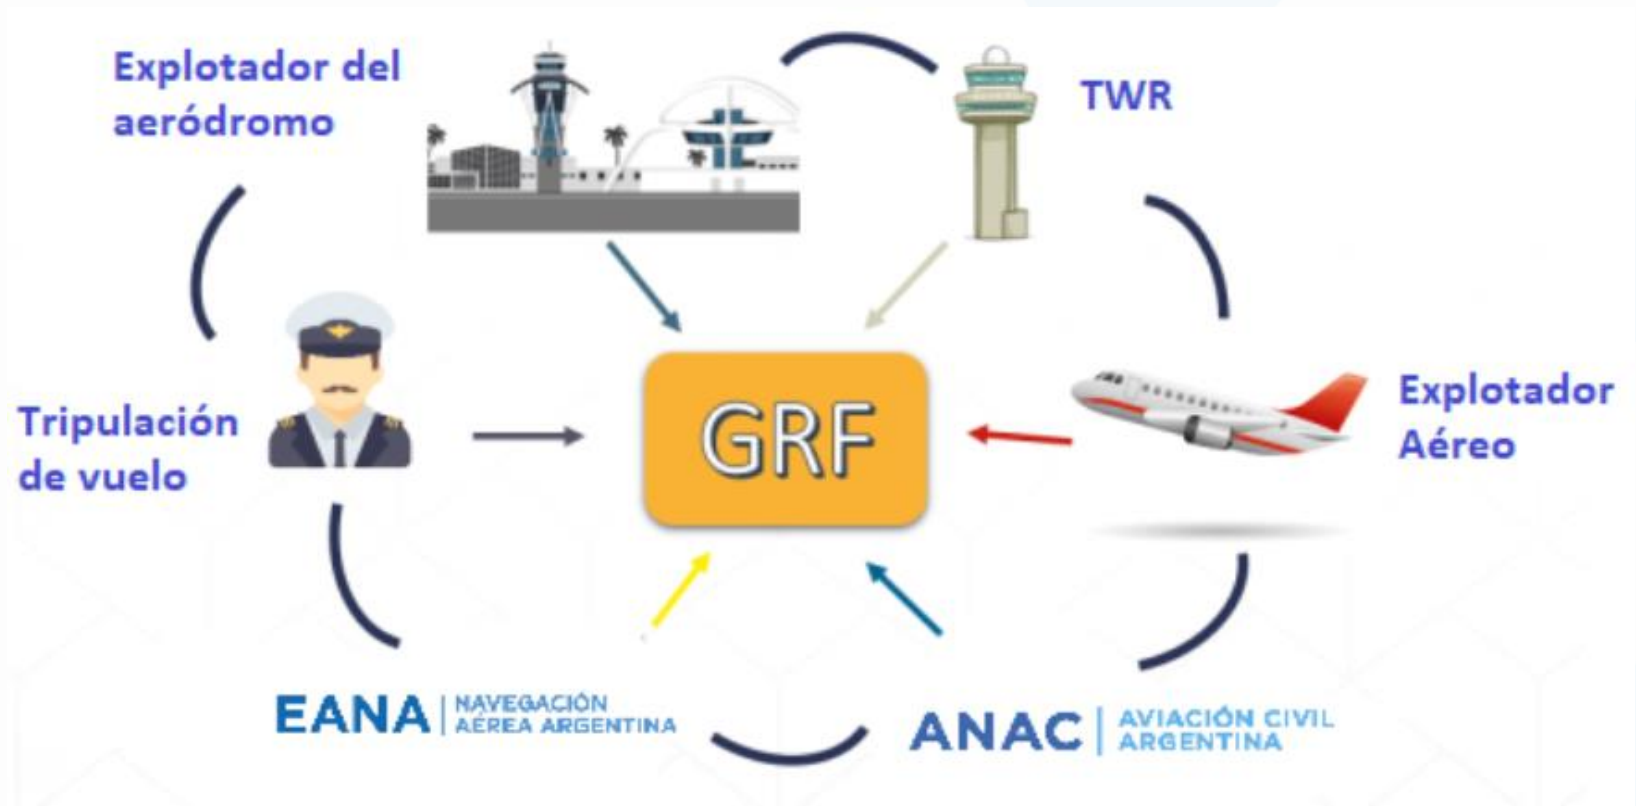 Explotador del
aeródromo
TWR
GRF
Explotador
Aéreo
Tripulación
de vuelo
EANA
NAVEGACIÓN
AÉREA ARGENTINA
ANAC
AVIACIÓN CIVIL
ARGENTINA